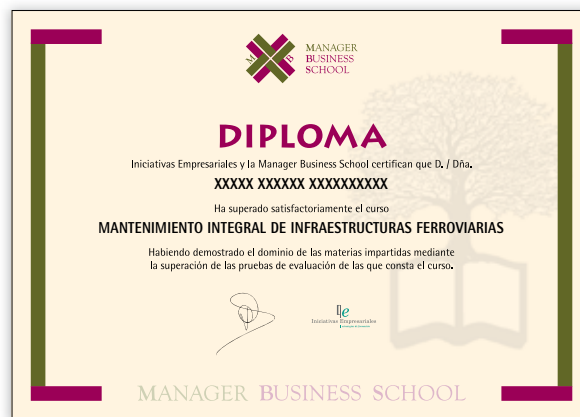 M B
MANAGER
BUSINESS
SCHOOL
DIPLOMA
Iniciativas Empresariales y la Manager Business School certifican que D. / Dña.
XXXXX XXXXXX XXXXXXXXXX
Ha superado satisfactoriamente el curso
MANTENIMIENTO INTEGRAL DE INFRAESTRUCTURAS FERROVIARIAS
Habiendo demostrado el dominio de las materias impartidas mediante
la superación de las pruebas de evaluación de las que consta el curso.
Ie
Iniciativas Empresariales
MANAGER BUSINESS SCHOOL